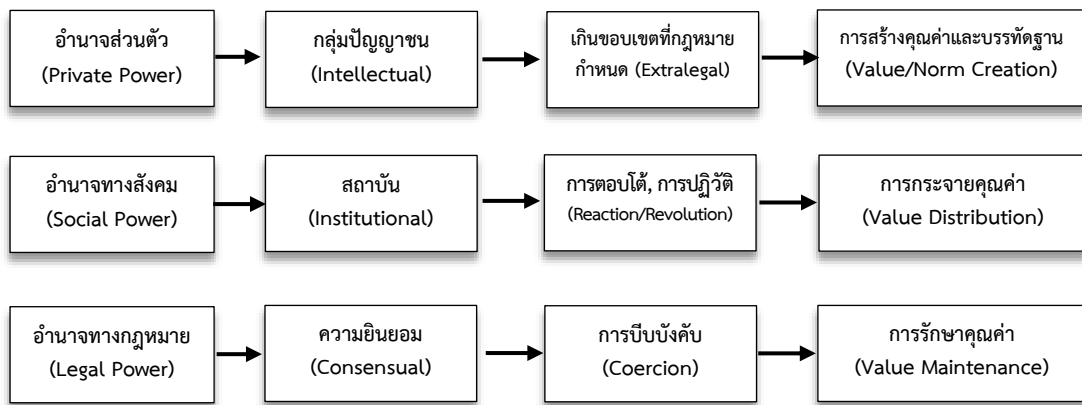 อำนาจส่วนตัว
(Private Power)
กลุ่มปัญญาชน
(Intellectual)
เกินขอบเขตที่กฎหมาย
กำหนด (Extralegal)
การสร้างคุณค่าและบรรทัดฐาน
(Value/Norm Creation)
อำนาจทางสังคม
(Social Power)
สถาบัน
(Institutional)
การตอบโต้, การปฏิวัติ
(Reaction/Revolution)
การกระจายคุณค่า
(Value Distribution)
อำนาจทางกฎหมาย
(Legal Power)
ความยินยอม
(Consensual)
การบีบบังคับ
(Coercion)
การรักษาคุณค่า
(Value Maintenance)